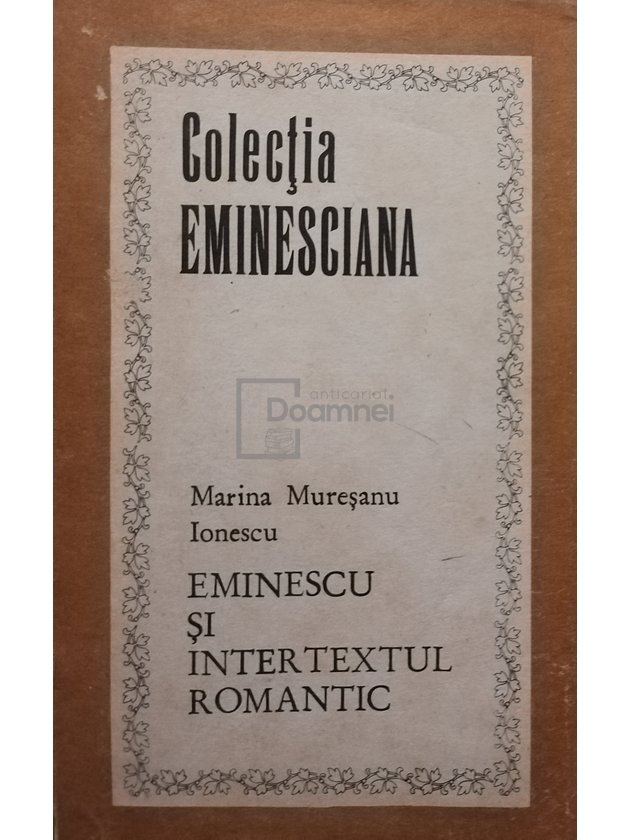 Colecţia
EMINESCIANA
anticariat
Doamnei
Marina Mureşanu
Ionescu
EMINESCU
ŞI
INTERTEXTUL
ROMANTIC